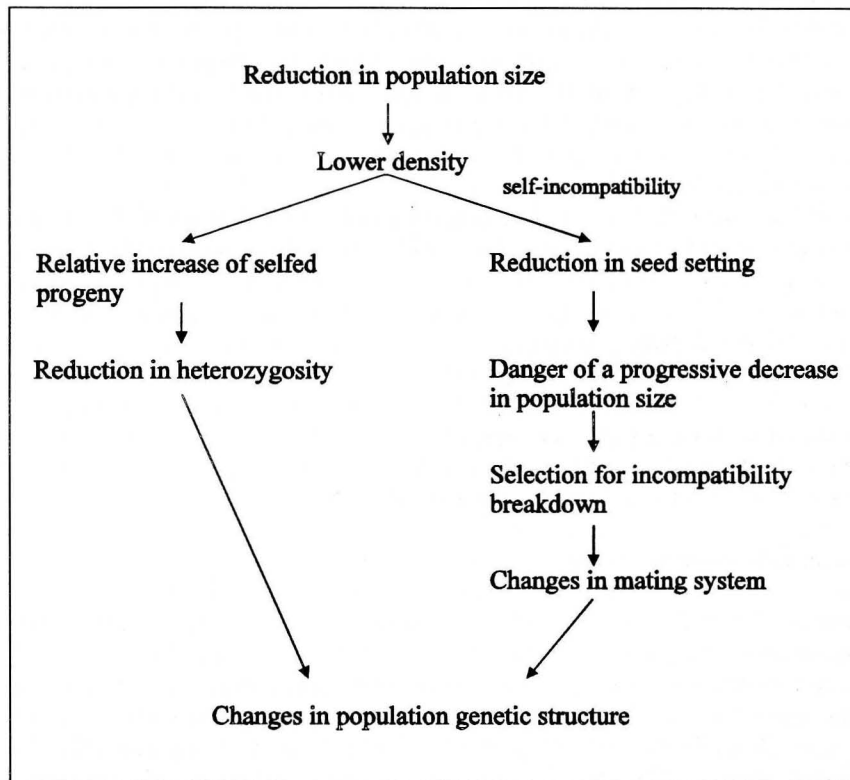 Reduction in population size
Lower density
self-incompatibility
Relative increase of selfed
progeny
Reduction in seed setting
Reduction in heterozygosity
Danger of a progressive decrease
in population size
Selection for incompatibility
breakdown
Changes in mating system
Changes in population genetic structure